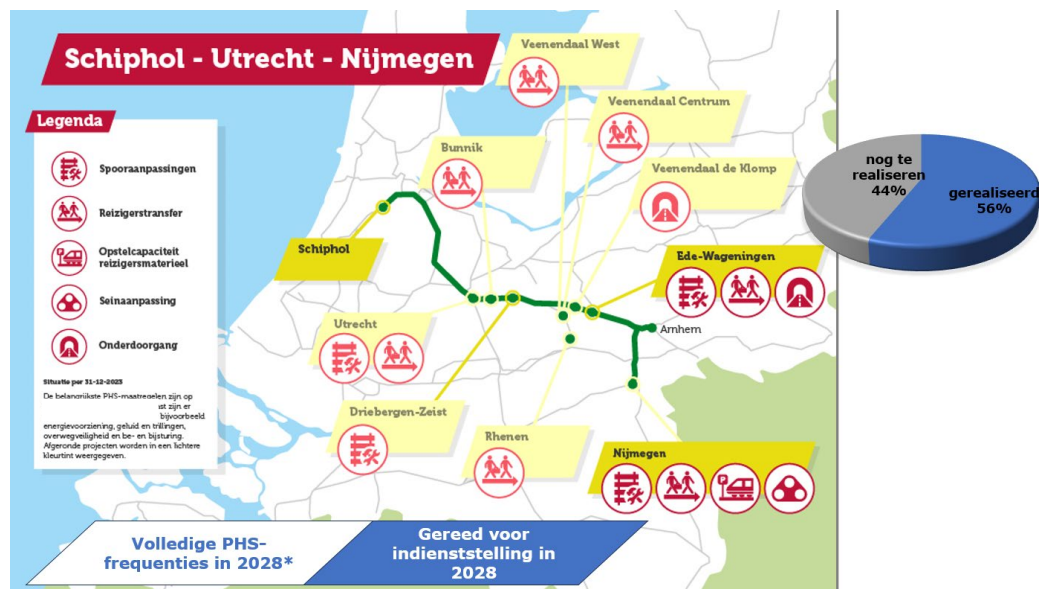 Schiphol - Utrecht - Nijmegen
Legenda
Spooraanpassingen
Reizigerstransfer
Opstelcapaciteit
reizigersmaterieel
Seinaanpassing
Onderdoorgang
Situatie per 31-12-2023
De belangrijkste PHS-maatregelen zijn op
st zijn er
bijvoorbeeld
energievoorziening, geluid en trillingen,
overwegveiligheid en be- en bijsturing.
Afgeronde projecten worden in een lichtere
kleurtint weergegeven.
Veenendaal West
Veenendaal Centrum
Bunnik
Veenendaal de Klomp
Schiphol
Ede-Wageningen
Arnhem
Utrecht
Driebergen-Zeist
Rhenen
Nijmegen
P
Volledige PHS-
frequenties in 2028*
Gereed voor
indienststelling in
2028
nog te
realiseren
44%
gerealiseerd
56%